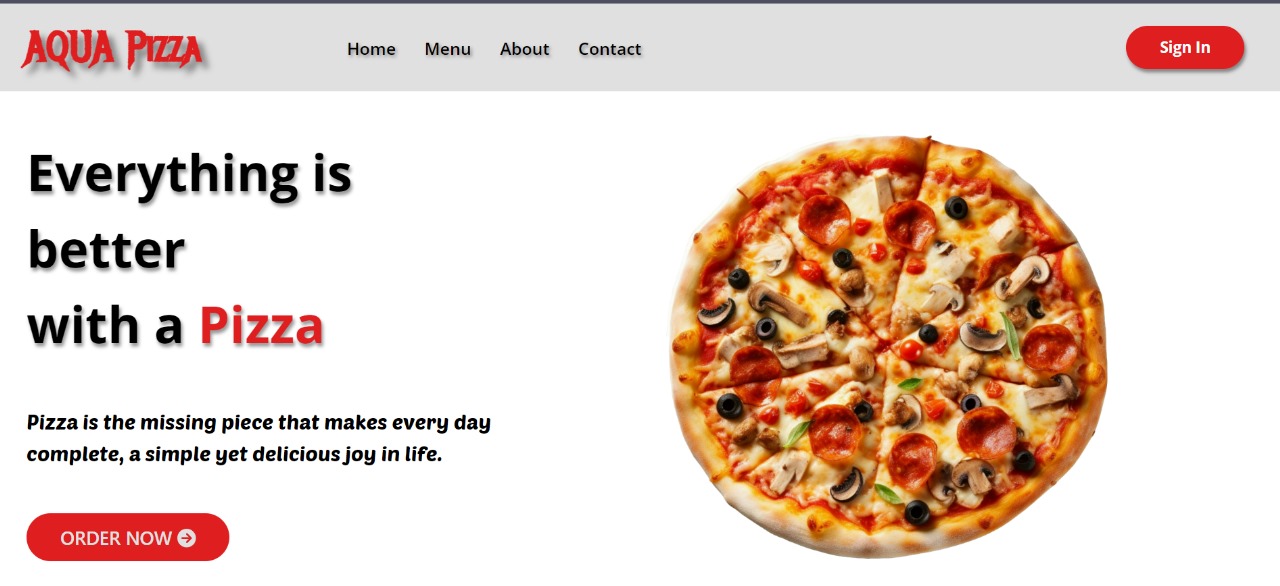 AQUA PIZZA
Home Menu About Contact
Sign In
Everything is
better
with a Pizza
Pizza is the missing piece that makes every day
complete, a simple yet delicious joy in life.
ORDER NOW